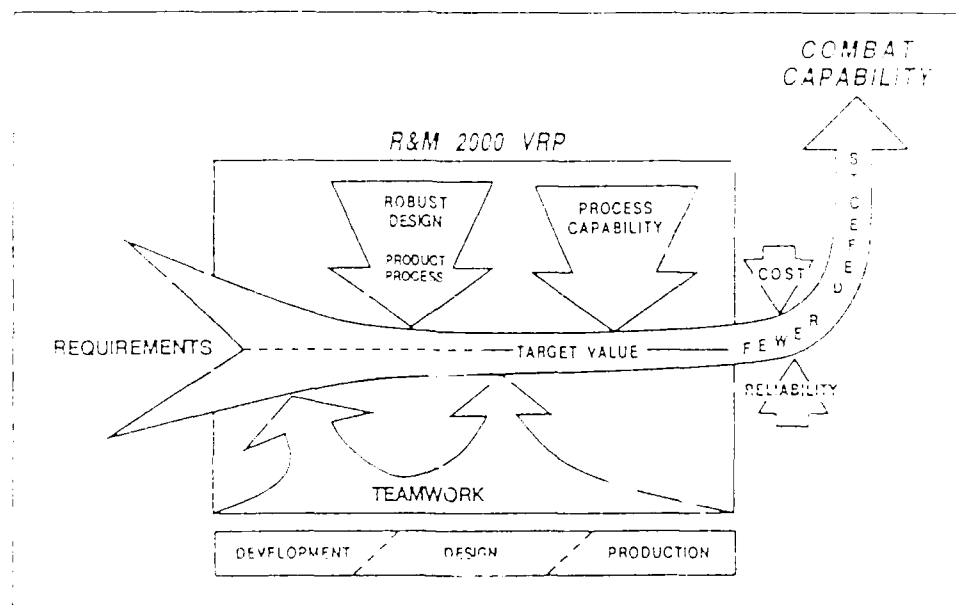 COMBAT
CAPABILITY
R&M 2000 VRP
ROBUST
DESIGN
PRODUCT
PROCESS
PROCESS
CAPABILITY
COST
REQUIREMENTS
TARGET VALUE
FEWER
RELIABILITY
TEAMWORK
DEVELOPMENT
DESIGN
PRODUCTION